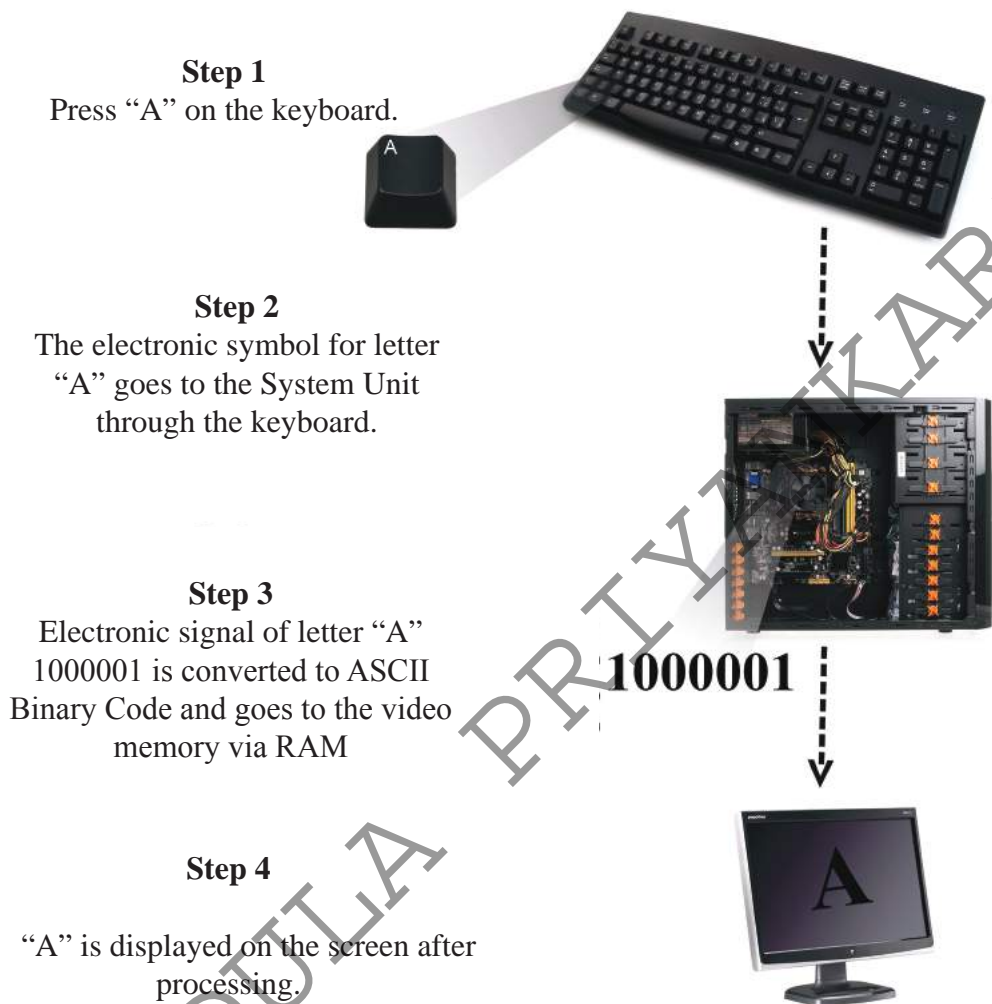 Step 1
Press “A” on the keyboard.
A
Step 2
The electronic symbol for letter
“A” goes to the System Unit
through the keyboard.
Step 3
Electronic signal of letter “A”
1000001 is converted to ASCII
Binary Code and goes to the video
memory via RAM
1000001
Step 4
A
“A” is displayed on the screen after
processing.
PULA PRIYANKAR